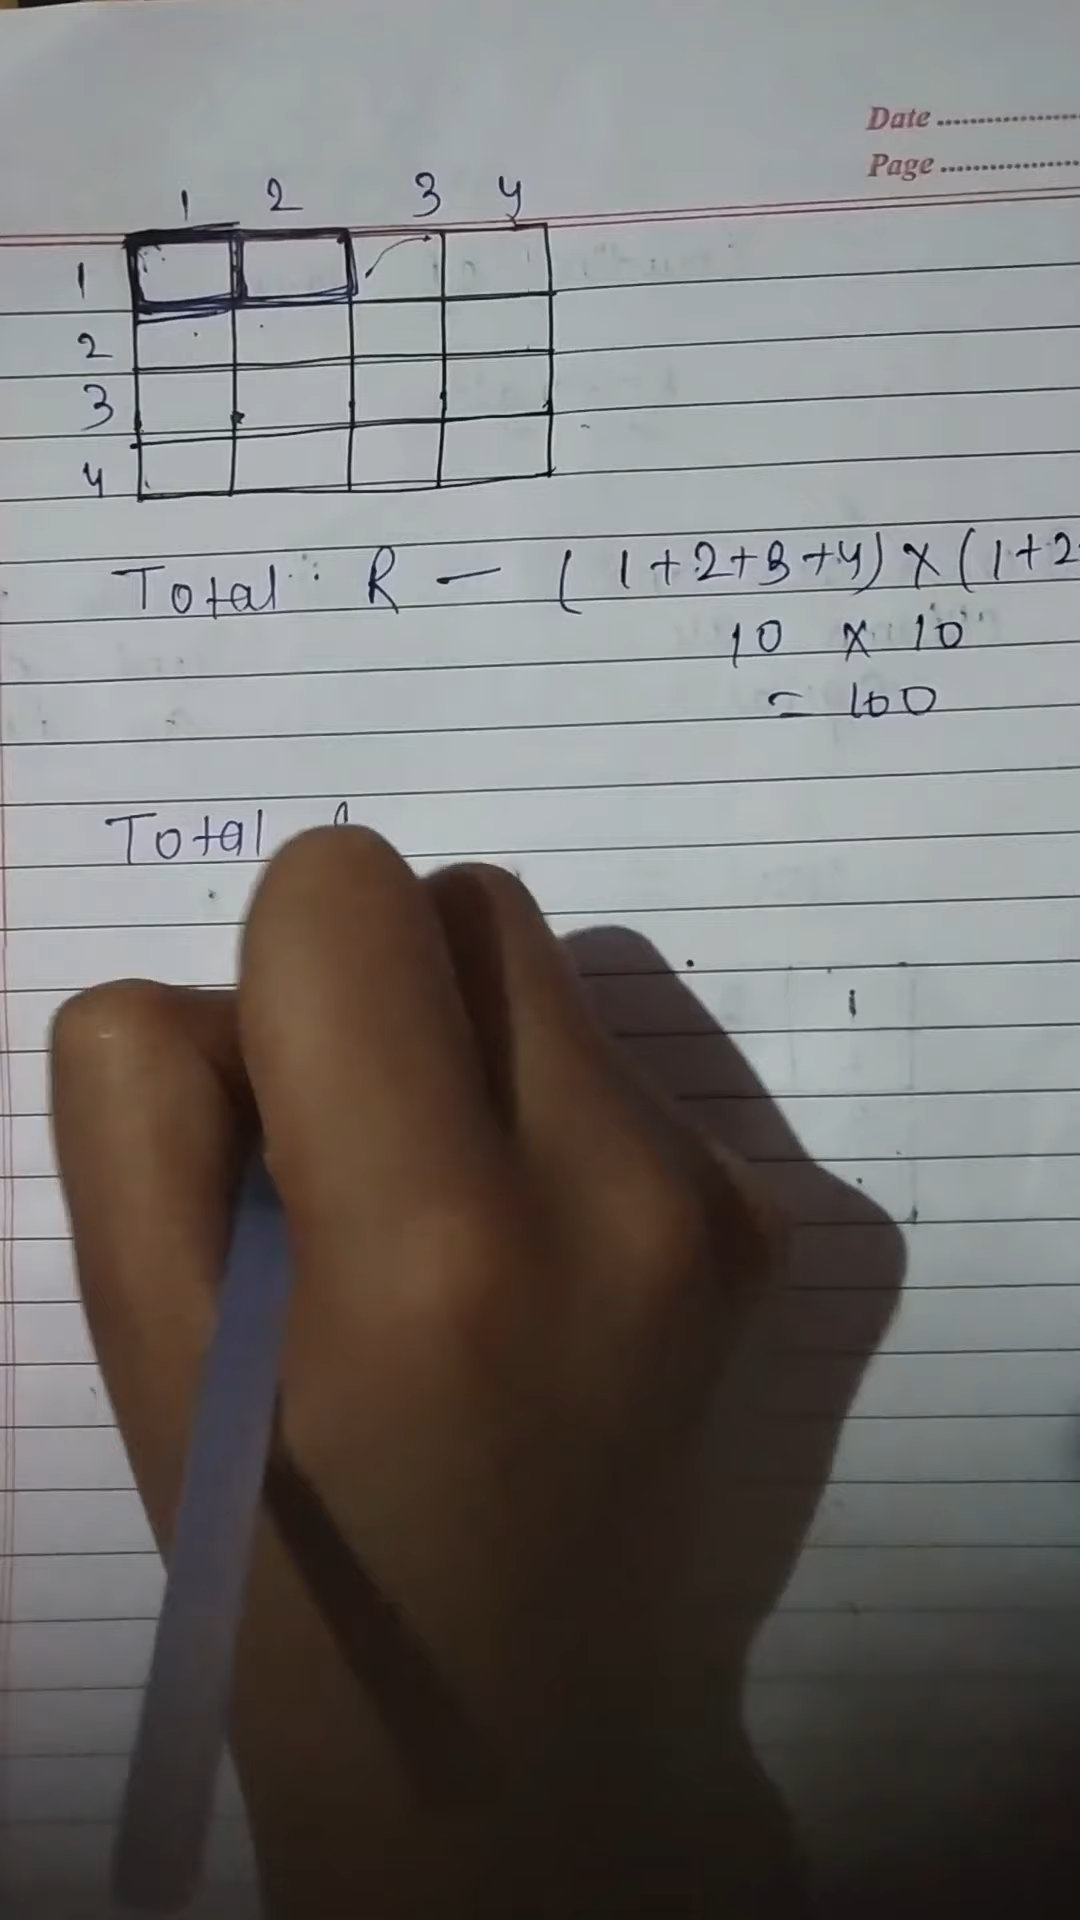 Date
Page
1 2 3 4
1
2
3
4
Total : R — (1+2+3+4) × (1+2
10 × 10
= 100
Total